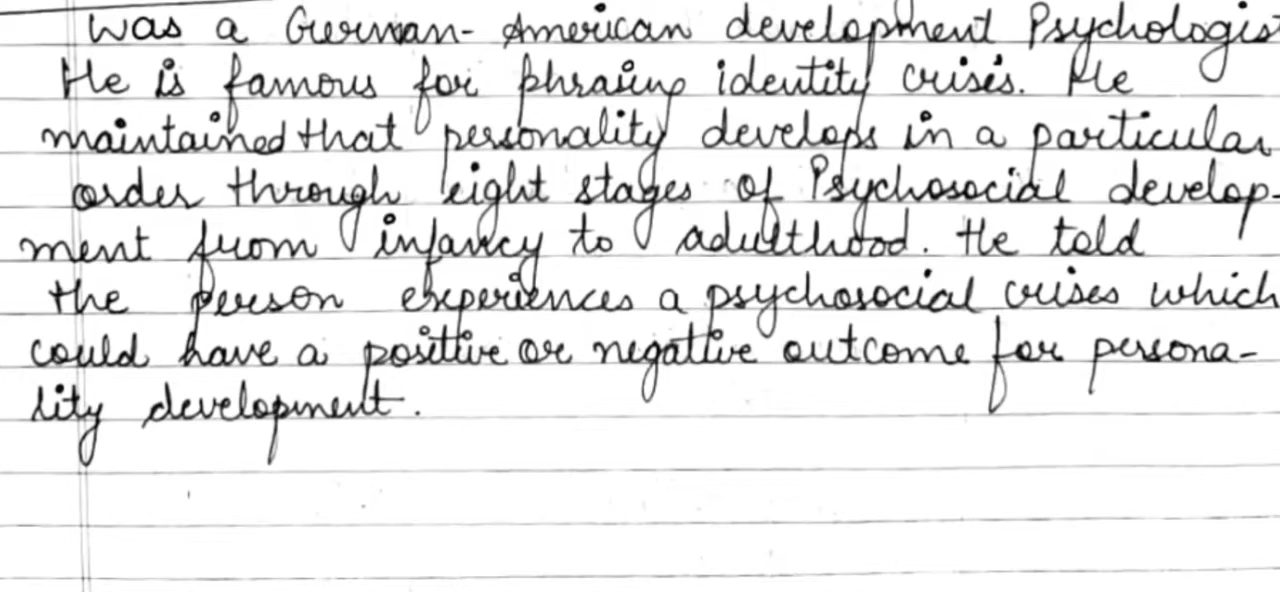 was a German- American development Psychologist
He is famous for phrasing identity crisis. He
maintained that personality develops in a particular
order through eight stages of Psychosocial develop-
ment from infancy to adulthood. He told
the person experiences a psychosocial crises which
could have a positive or negative outcome for persona-
lity development.